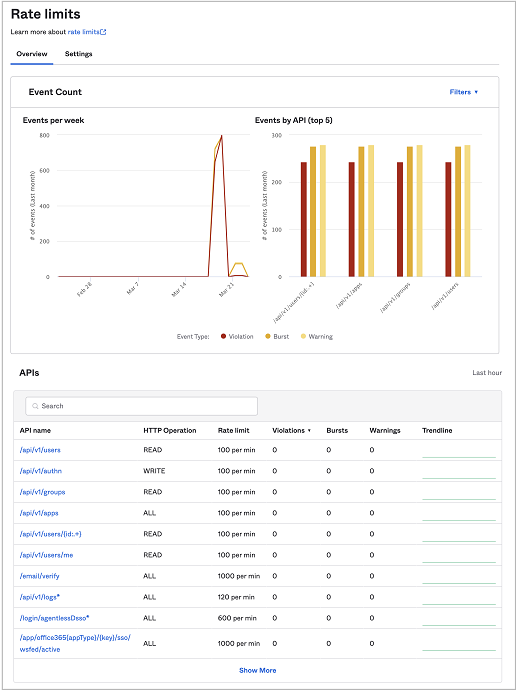 Rate limits
Learn more about rate limits
Overview Settings
Event Count Filters ▼
Events per week
# of events (Last month)
800
600
400
200
0
Feb 28 Mar 7 Mar 14 Mar 21
Events by API (top 5)
# of events (Last month)
300
200
100
0
/api/v1/users/{id:.+} /api/v1/apps /api/v1/groups /api/v1/users
Event Type: Violation Burst Warning
APIs Last hour
Search
API name HTTP Operation Rate limit Violations ▼ Bursts Warnings Trendline
/api/v1/users READ 100 per min 0 0 0
/api/v1/authn WRITE 100 per min 0 0 0
/api/v1/groups READ 100 per min 0 0 0
/api/v1/apps ALL 100 per min 0 0 0
/api/v1/users/{id:.+} READ 100 per min 0 0 0
/api/v1/users/me READ 100 per min 0 0 0
/email/verify ALL 1000 per min 0 0 0
/api/v1/logs* ALL 120 per min 0 0 0
/login/agentlessDsso* ALL 600 per min 0 0 0
/app/office365{appType}/{key}/sso/
wsfed/active ALL 1000 per min 0 0 0
Show More